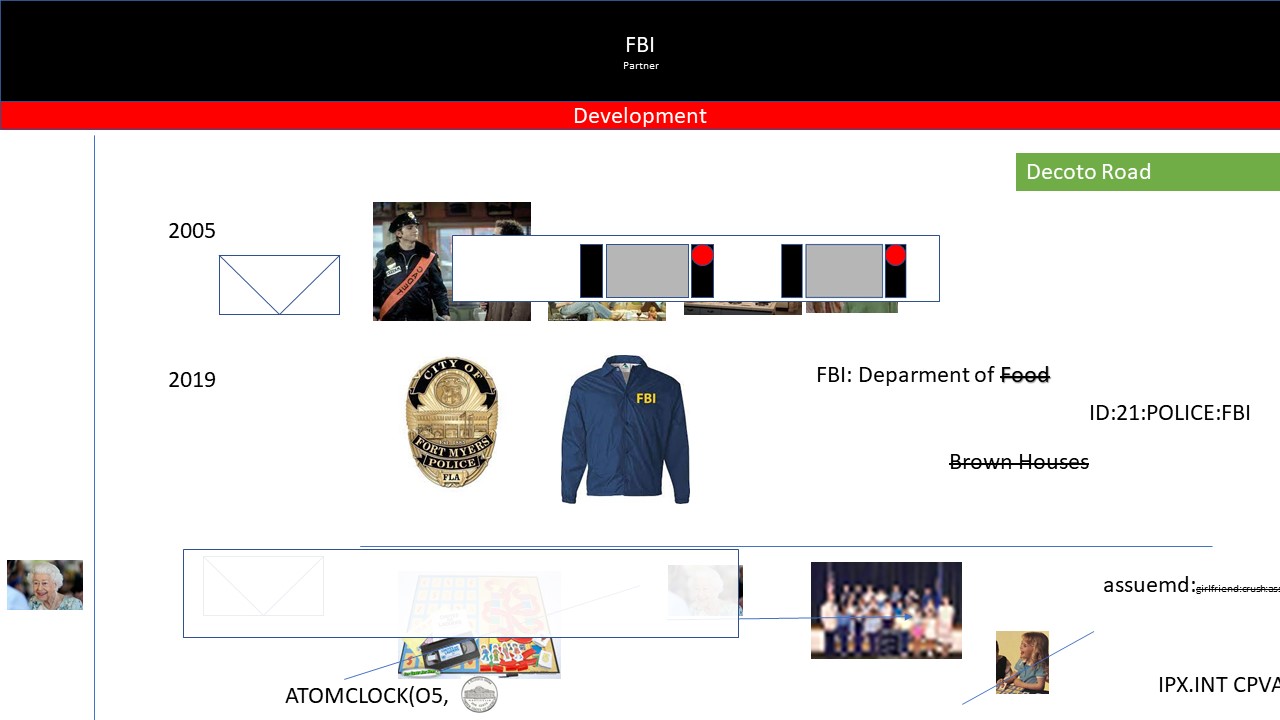 FBI
Partner
Development
Decoto Road
2005
CADET
2019
CITY OF
FORT MYERS
POLICE
FLA
FBI
FBI: Deparment of Food
ID:21:POLICE:FBI
Brown Houses
assuemd:girlfriend:crush:as
ATOMCLOCK(O5,
IPX.INT CPVA